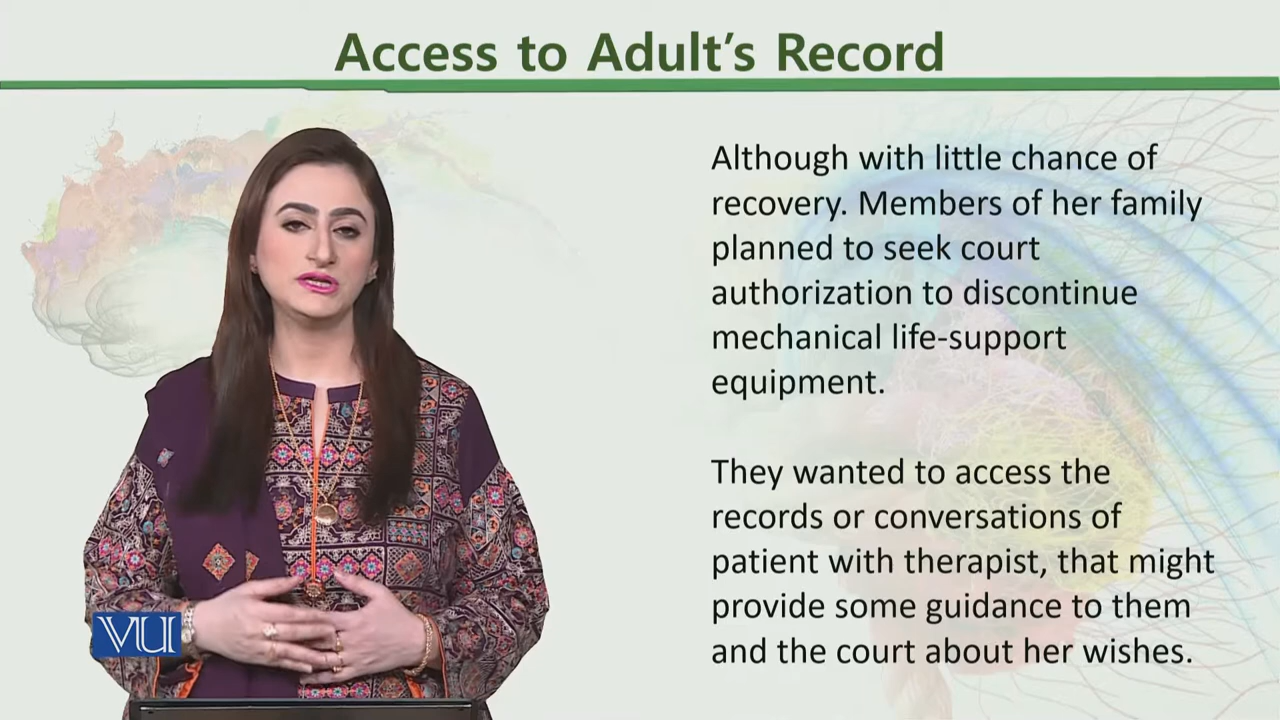 Access to Adult's Record
Although with little chance of
recovery. Members of her family
planned to seek court
authorization to discontinue
mechanical life-support
equipment.
They wanted to access the
records or conversations of
patient with therapist, that might
provide some guidance to them
and the court about her wishes.
VU